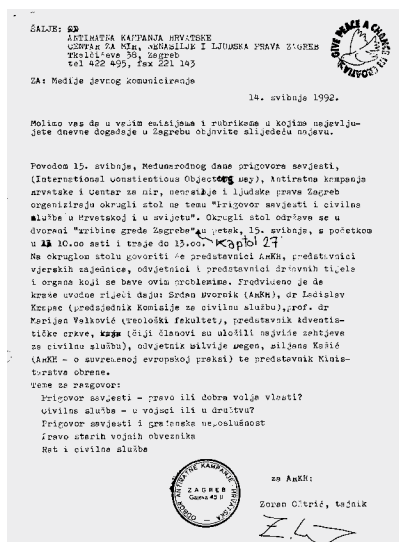 ŠALJE:
ANTIRATNA KAMPANJA HRVATSKE
CENTAR ZA MIR, NENASILJE I LJUDSKA PRAVA ZAGREB
Tkalčićeva 38, Zagreb
tel 422 495, fax 221 143
GIVE PEACE A CHANCE IN CROATIA
ZA: Medije javnog komuniciranja
14. svibnja 1992.
Molimo vas da u vašim emisijama i rubrikama u kojima najavlju-
jete dnevne događaje u Zagrebu objavite slijedeću najavu.
Povodom 15. svibnja, Međunarodnog dana prigovora savjesti,
(International Conscientious Objectors Day), Antiratna kampanja
Hrvatske i Centar za mir, nenasilje i ljudska prava Zagreb
organiziraju okrugli stol na temu "Prigovor savjesti i civilna
služba u Hrvatskoj i u svijetu". Okrugli stol održava se u
dvorani "Tribine grada Zagreba" u petak, 15. svibnja, s početkom
u 10.00 sati i traje do 13.00. Kaptol 27
Na okruglom stolu govoriti će predstavnici AKH, predstavnici
vjerskih zajednica, odvjetnici i predstavnici državnih tijela
i organa koji se bave ovim problemima. Predviđeno je da
kraće uvodne riječi daju: Srđan Dvornik (AKH), dr Ladislav
Krapac (predsjednik Komisije za civilnu službu), prof. dr
Marijan Valković (Teološki fakultet), predstavnik Adventis-
tičke crkve, (čiji članovi su uložili najviše zahtjeva
za civilnu službu), odvjetnik Silvije Degen, Biljana Kašić
(AKH - o suvremenoj evropskoj praksi) te predstavnik Minis-
tarstva obrane.
Teme za razgovor:
Prigovor savjesti - pravo ili dobra volja vlasti?
Civilna služba - u vojsci ili u društvu?
Prigovor savjesti i građanska neposlušnost
Pravo starih vojnih obveznika
Rat i civilna služba
ODBOR ANTIRATNE KAMPANJE HRVATSKA
ZAGREB
za AKH:
Zoran Oštrić, tajnik